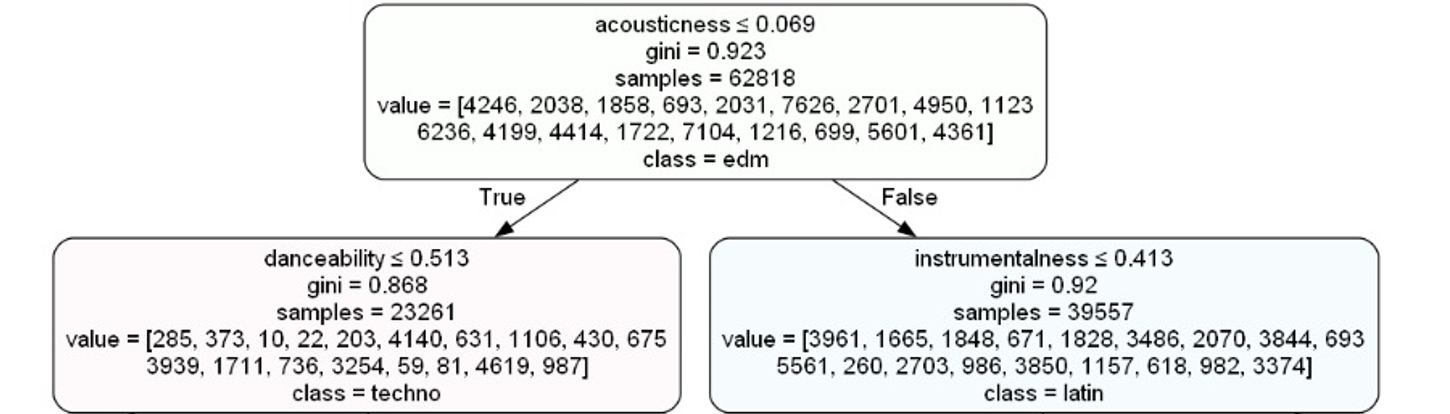 acousticness ≤ 0.069
gini = 0.923
samples = 62818
value = [4246, 2038, 1858, 693, 2031, 7626, 2701, 4950, 1123
6236, 4199, 4414, 1722, 7104, 1216, 699, 5601, 4361]
class = edm
True
False
danceability ≤ 0.513
gini = 0.868
samples = 23261
value = [285, 373, 10, 22, 203, 4140, 631, 1106, 430, 675
3939, 1711, 736, 3254, 59, 81, 4619, 987]
class = techno
instrumentalness ≤ 0.413
gini = 0.92
samples = 39557
value = [3961, 1665, 1848, 671, 1828, 3486, 2070, 3844, 693
5561, 260, 2703, 986, 3850, 1157, 618, 982, 3374]
class = latin